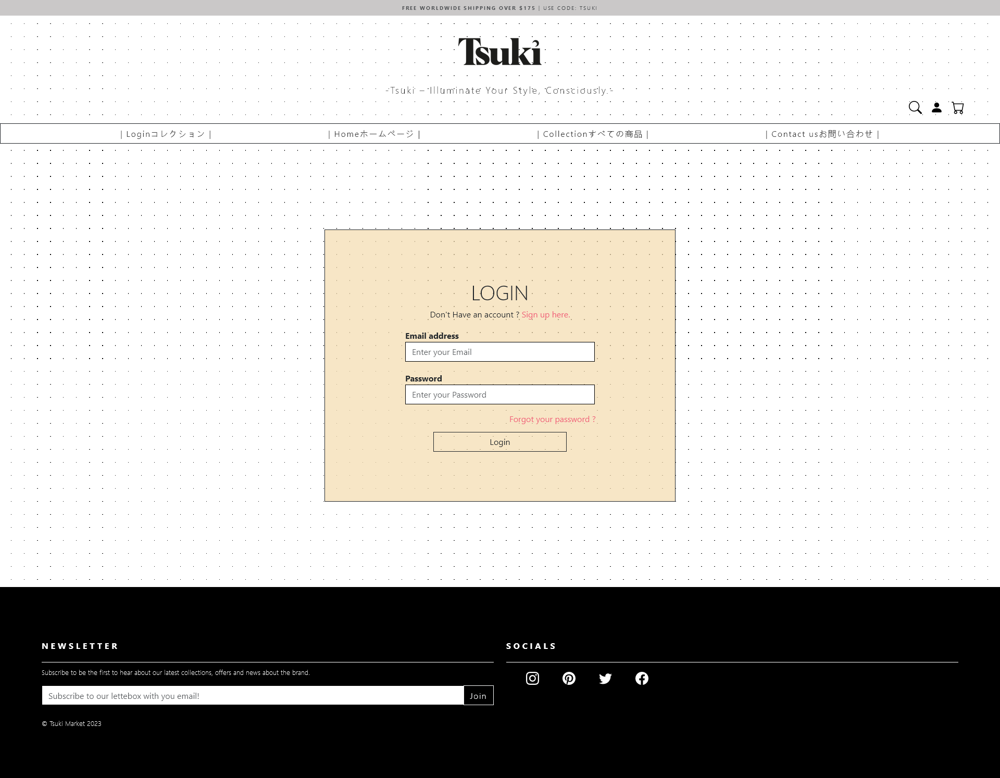 FREE WORLDWIDE SHIPPING OVER $175 | USE CODE: TSUKI
Tsuki
-Tsuki – Illuminate Your Style, Consciously.-
| Loginコレクション |
| Homeホームページ |
| Collectionすべての商品 |
| Contact usお問い合わせ |
LOGIN
Don't Have an account ? Sign up here.
Email address
Enter your Email
Password
Enter your Password
Forgot your password ?
Login
NEWSLETTER
Subscribe to be the first to hear about our latest collections, offers and news about the brand.
Subscribe to our lettebox with you email!
Join
© Tsuki Market 2023
SOCIALS